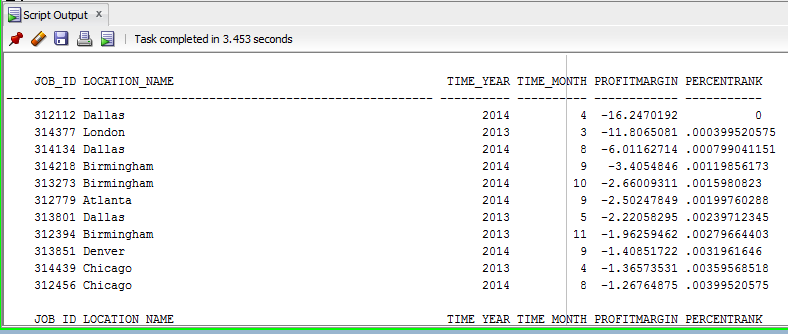 Script Output x
Task completed in 3.453 seconds
JOB_ID LOCATION_NAME TIME_YEAR TIME_MONTH PROFITMARGIN PERCENTRANK
---------- -------------------------------------------------- ---------- ---------- ------------ -----------
312112 Dallas 2014 4 -16.2470192 0
314377 London 2013 3 -11.8065081 .000399520575
314134 Dallas 2014 8 -6.01162714 .000799041151
314218 Birmingham 2014 9 -3.4054846 .00119856173
313273 Birmingham 2014 10 -2.66009311 .0015980823
312779 Atlanta 2014 9 -2.50247849 .00199760288
313801 Dallas 2013 5 -2.22058295 .00239712345
312394 Birmingham 2013 11 -1.96259462 .00279664403
313851 Denver 2014 9 -1.40851722 .0031961646
314439 Chicago 2013 4 -1.36573531 .00359568518
312456 Chicago 2014 8 -1.26764875 .00399520575
JOB_ID LOCATION_NAME TIME_YEAR TIME_MONTH PROFITMARGIN PERCENTRANK